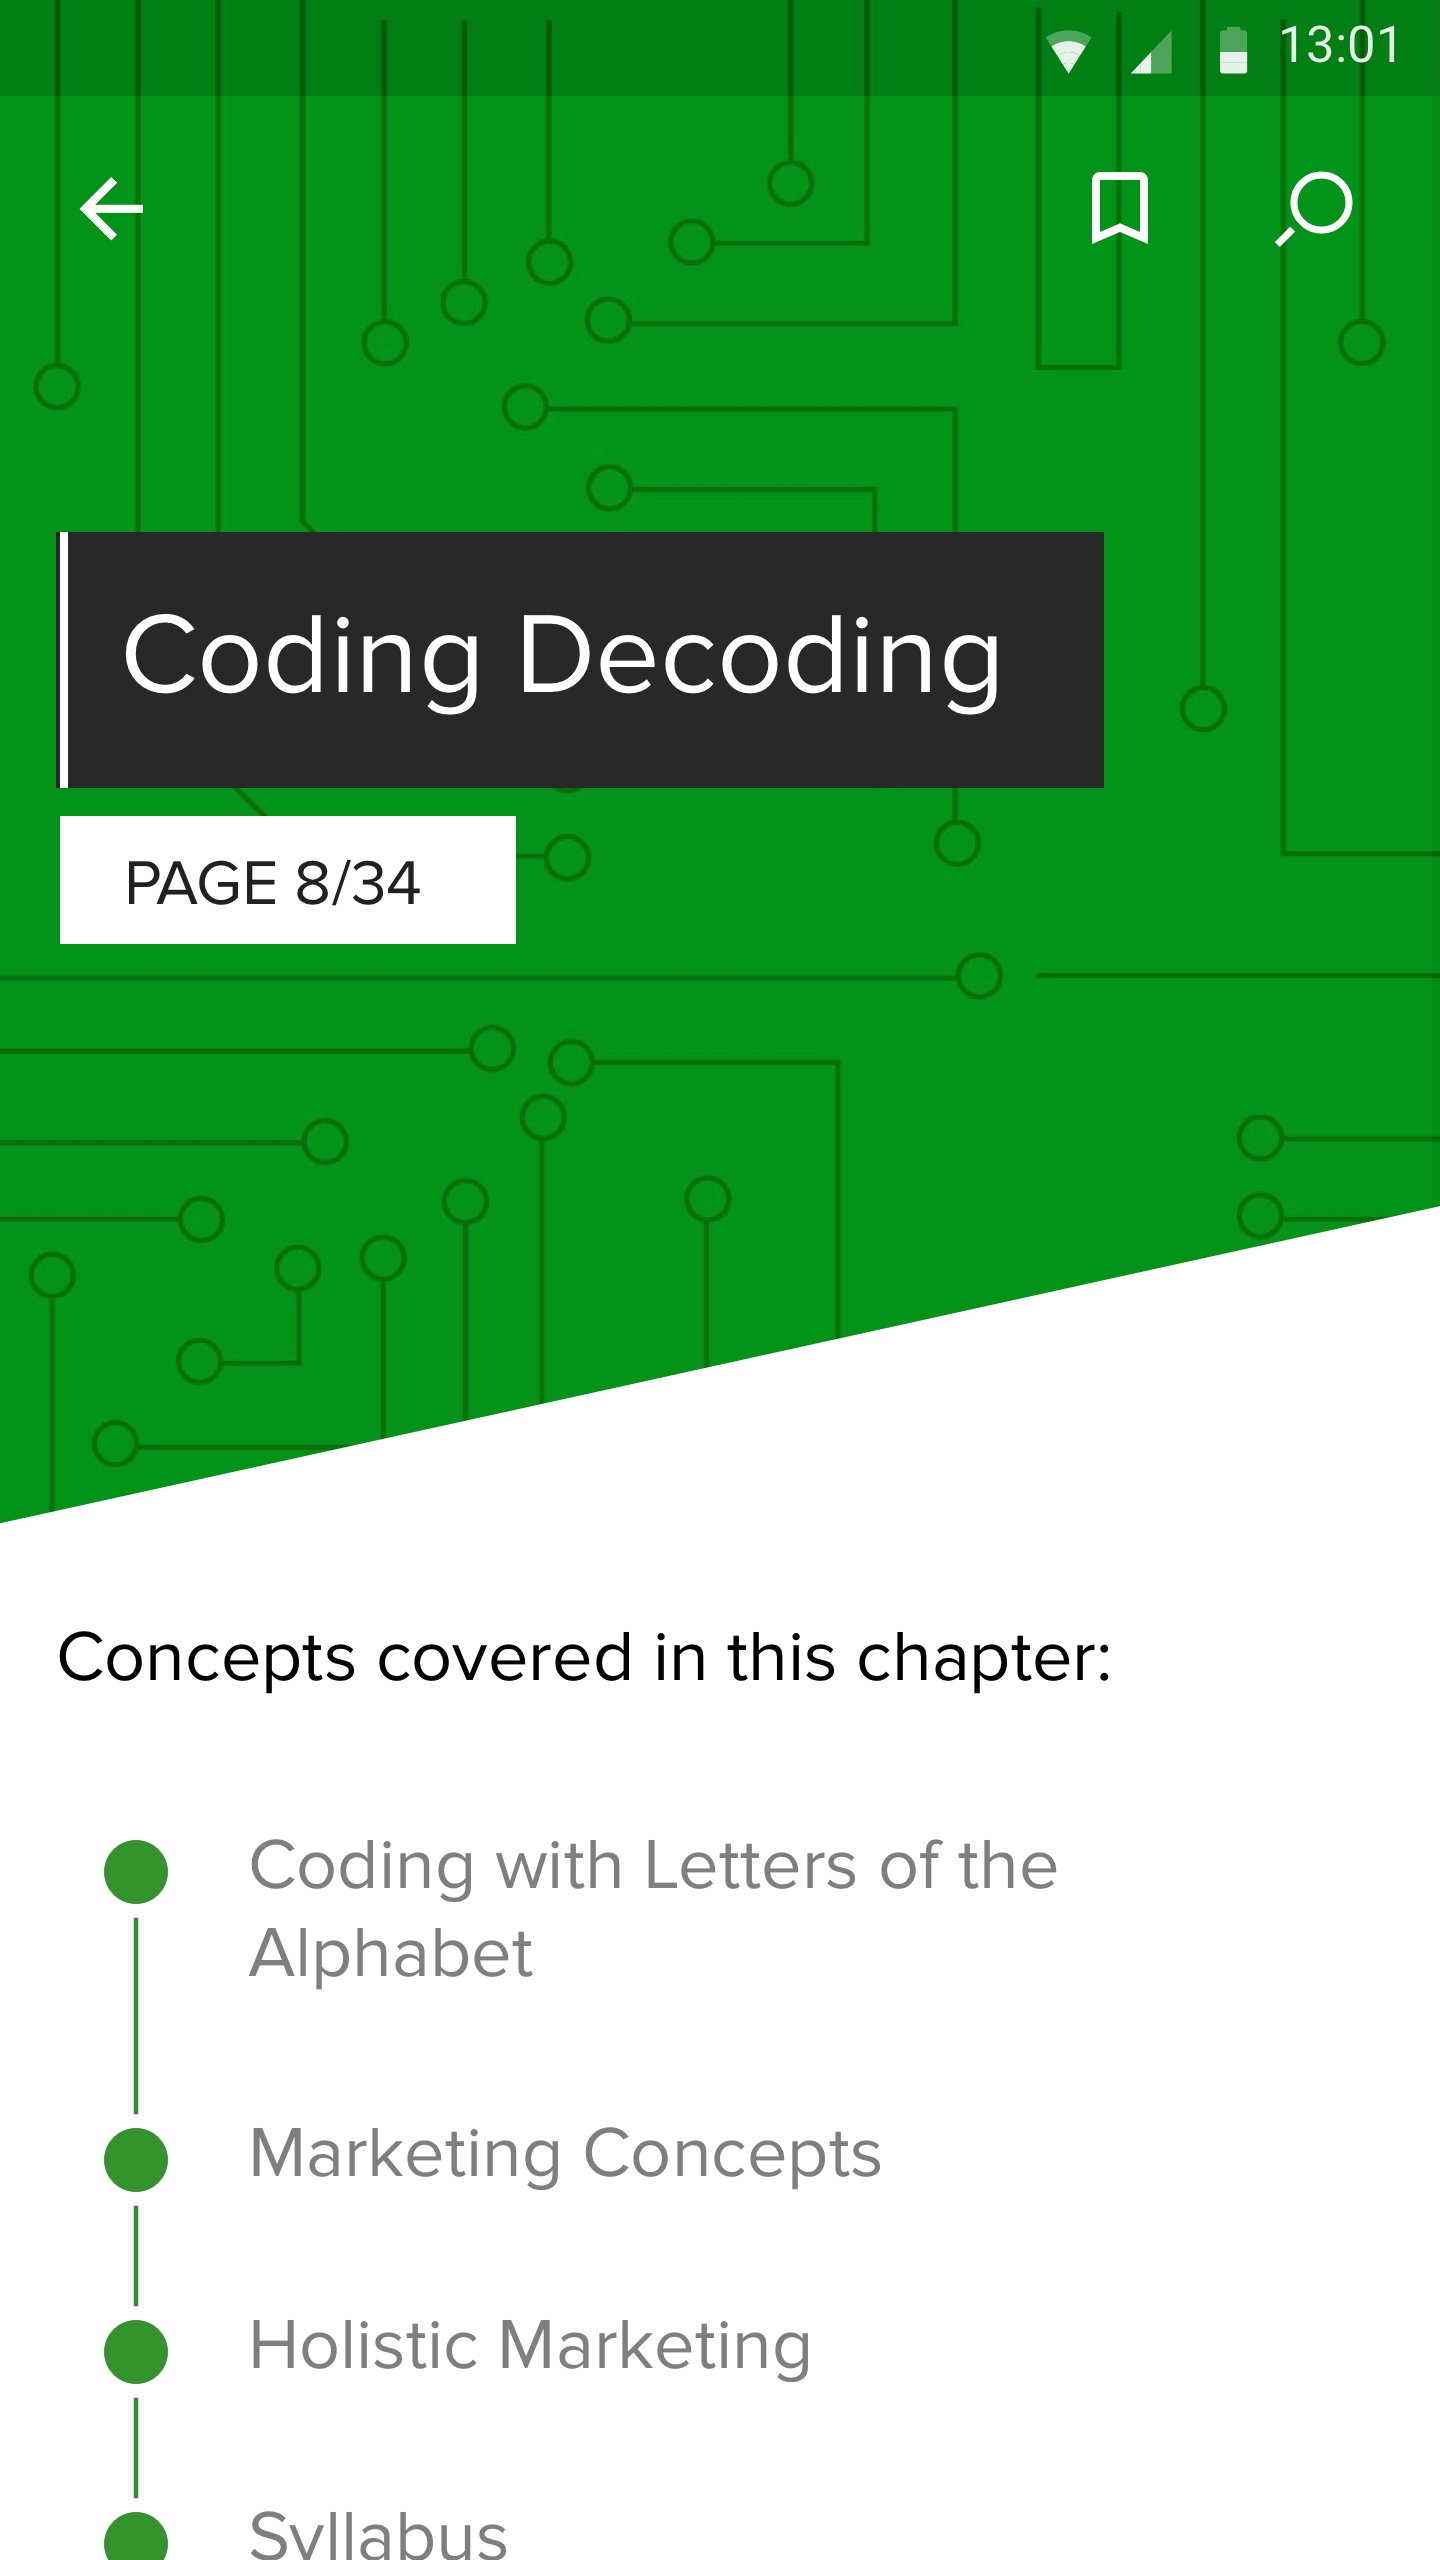 13:01
Coding Decoding
PAGE 8/34
Concepts covered in this chapter:
Coding with Letters of the
Alphabet
Marketing Concepts
Holistic Marketing
Syllabus